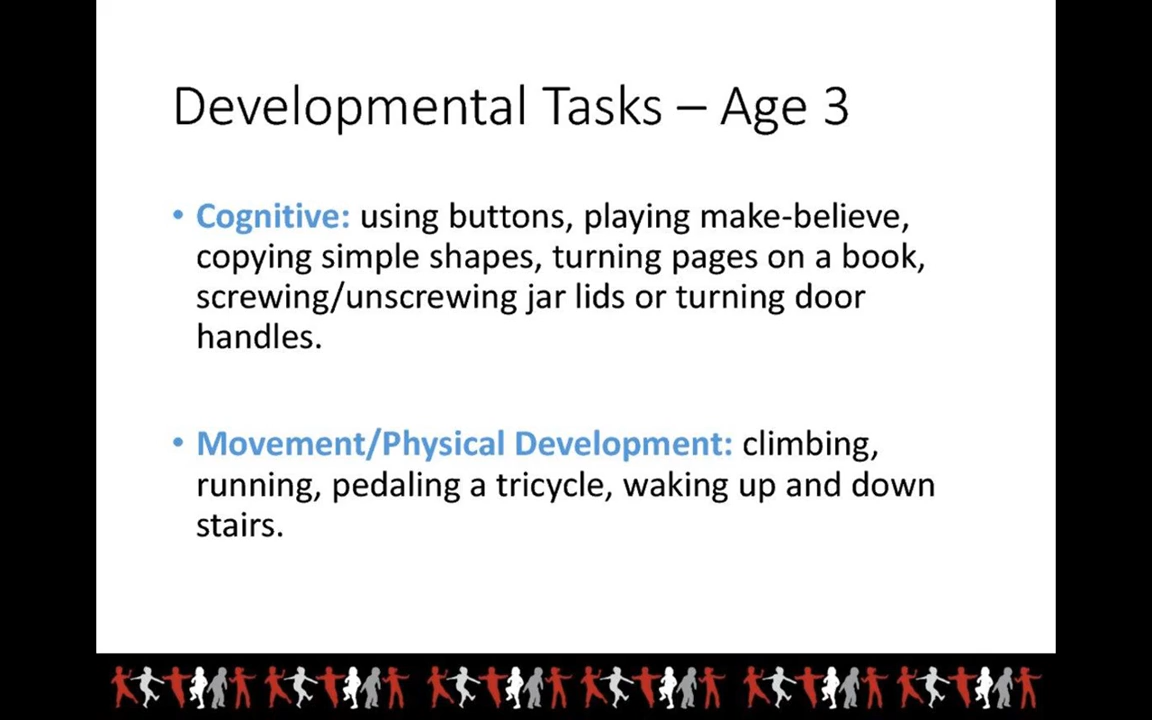 Developmental Tasks – Age 3
• Cognitive: using buttons, playing make-believe,
copying simple shapes, turning pages on a book,
screwing/unscrewing jar lids or turning door
handles.
• Movement/Physical Development: climbing,
running, pedaling a tricycle, waking up and down
stairs.